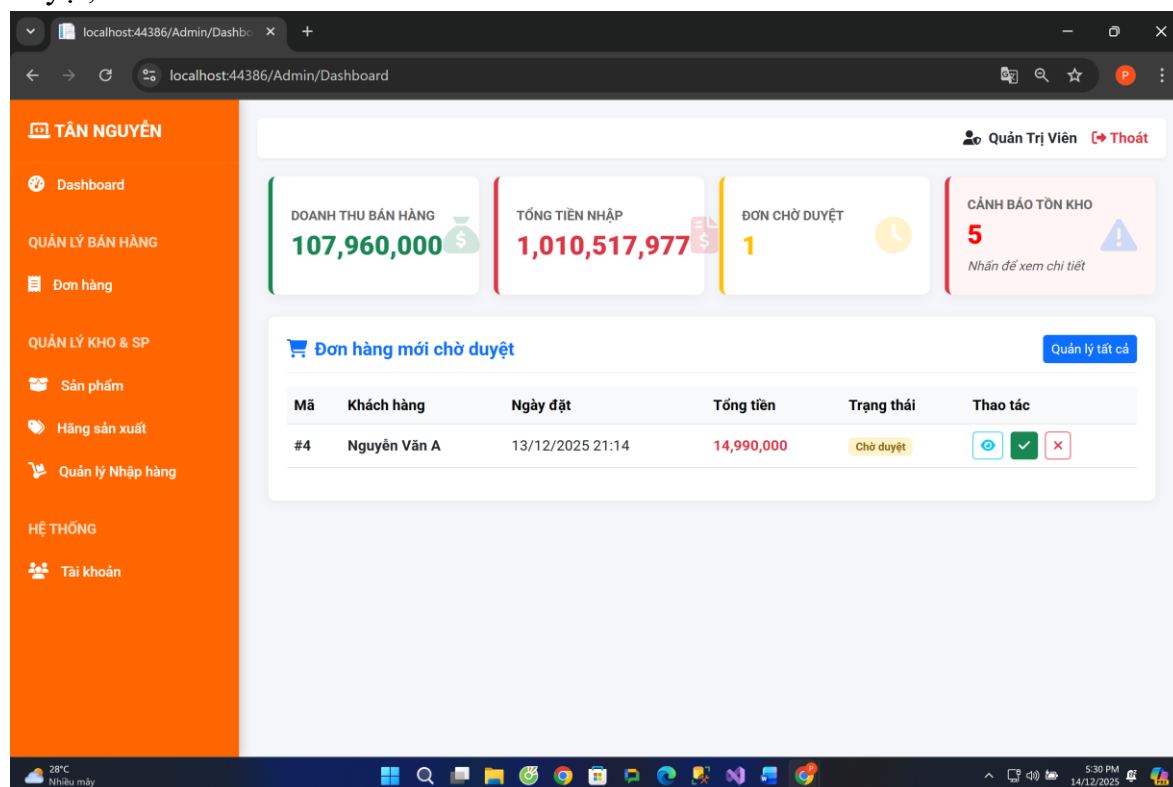 localhost:44386/Admin/Dashbo
localhost:44386/Admin/Dashboard
P
TÂN NGUYỄN
Quản Trị Viên
Thoát
Dashboard
QUẢN LÝ BÁN HÀNG
Đơn hàng
QUẢN LÝ KHO & SP
Sản phẩm
Hãng sản xuất
Quản lý Nhập hàng
HỆ THỐNG
Tài khoản
DOANH THU BÁN HÀNG
107,960,000
TỔNG TIỀN NHẬP
1,010,517,977
ĐƠN CHỜ DUYỆT
1
CẢNH BÁO TỒN KHO
5
Nhấn để xem chi tiết
Đơn hàng mới chờ duyệt
Quản lý tất cả
Mã Khách hàng Ngày đặt Tổng tiền Trạng thái Thao tác
#4 Nguyễn Văn A 13/12/2025 21:14 14,990,000 Chờ duyệt
28°C
Nhiều mây
5:30 PM
14/12/2025